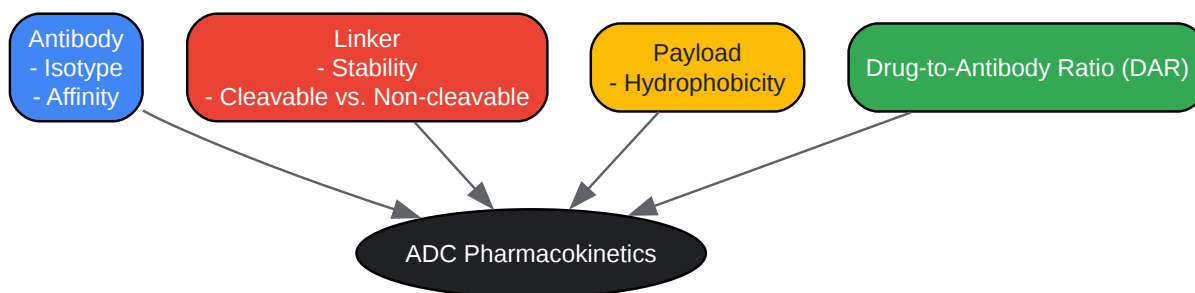 Antibody
- Isotype
- Affinity
Linker
- Stability
- Cleavable vs. Non-cleavable
Payload
- Hydrophobicity
Drug-to-Antibody Ratio (DAR)
ADC Pharmacokinetics